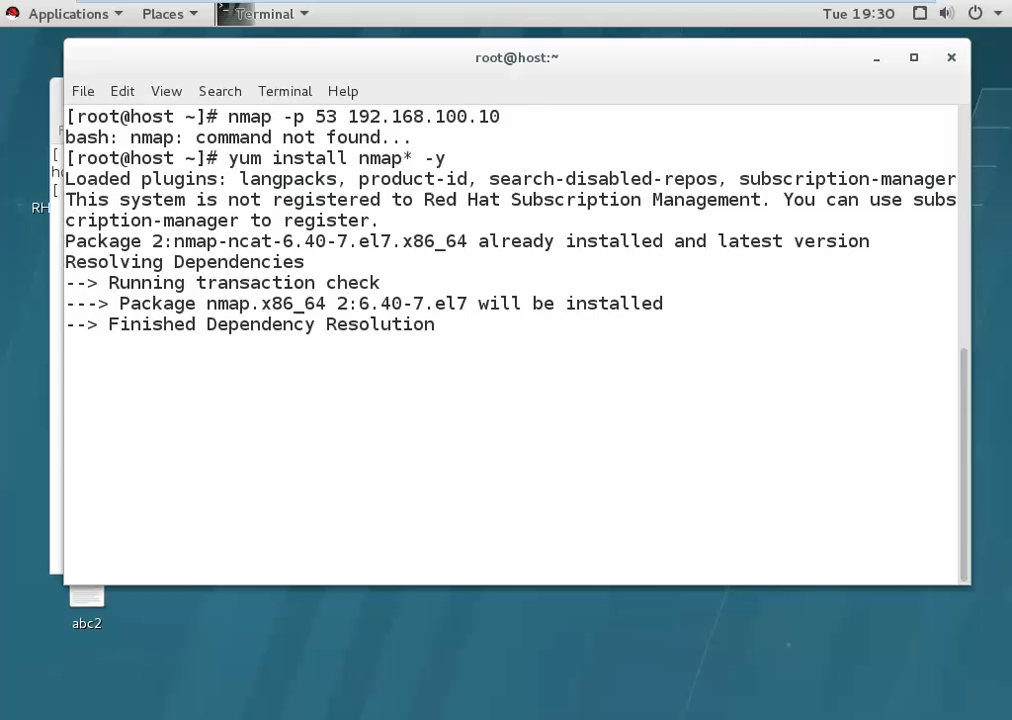 Applications Places Terminal Tue 19:30
root@host:~
File Edit View Search Terminal Help
[root@host ~]# nmap -p 53 192.168.100.10
bash: nmap: command not found...
[root@host ~]# yum install nmap* -y
Loaded plugins: langpacks, product-id, search-disabled-repos, subscription-manager
This system is not registered to Red Hat Subscription Management. You can use subs
cription-manager to register.
Package 2:nmap-ncat-6.40-7.el7.x86_64 already installed and latest version
Resolving Dependencies
--> Running transaction check
---> Package nmap.x86_64 2:6.40-7.el7 will be installed
--> Finished Dependency Resolution
[
[
RH
abc2